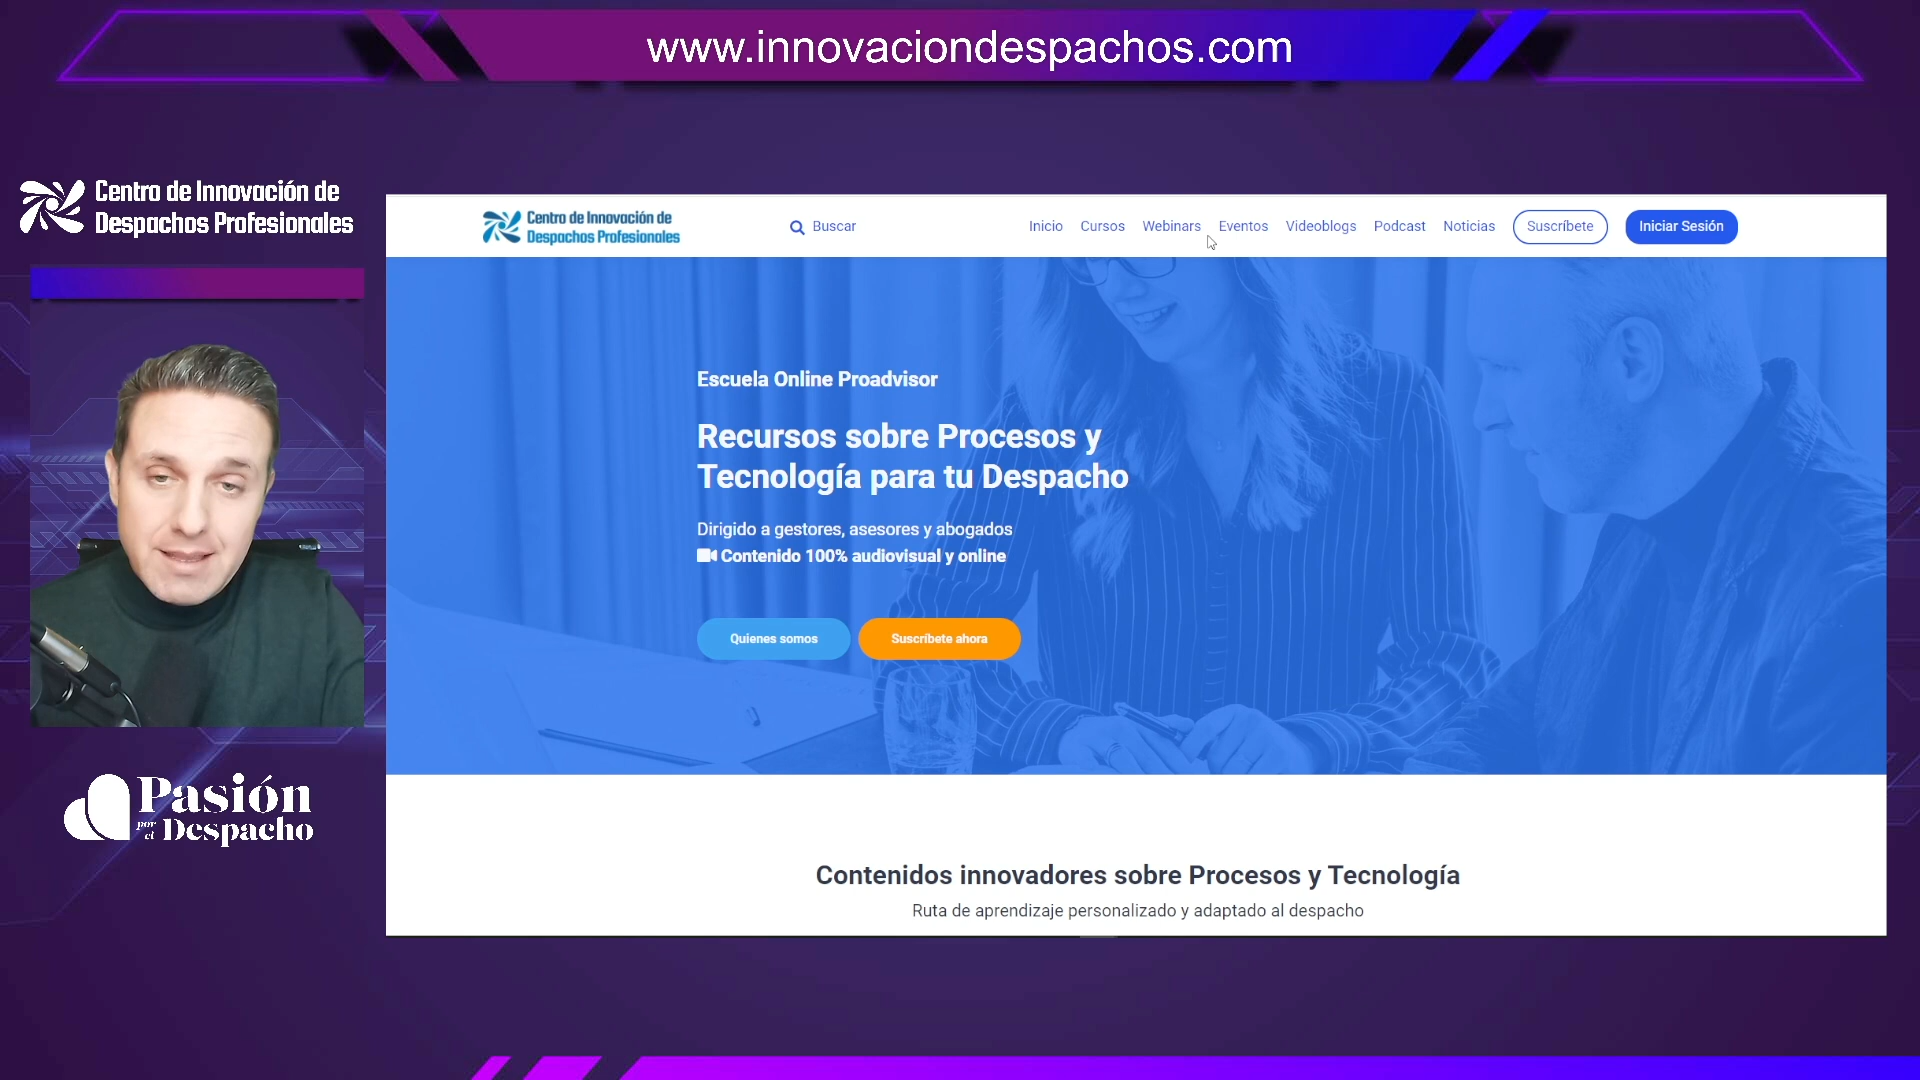 www.innovaciondespachos.com
Centro de Innovación de
Despachos Profesionales
Centro de Innovación de
Despachos Profesionales
Buscar
Inicio
Cursos
Webinars
Eventos
Videoblogs
Podcast
Noticias
Suscríbete
Iniciar Sesión
Escuela Online Proadvisor
Recursos sobre Procesos y
Tecnología para tu Despacho
Dirigido a gestores, asesores y abogados
Contenido 100% audiovisual y online
Quienes somos
Suscríbete ahora
Pasión
por el Despacho
Contenidos innovadores sobre Procesos y Tecnología
Ruta de aprendizaje personalizado y adaptado al despacho